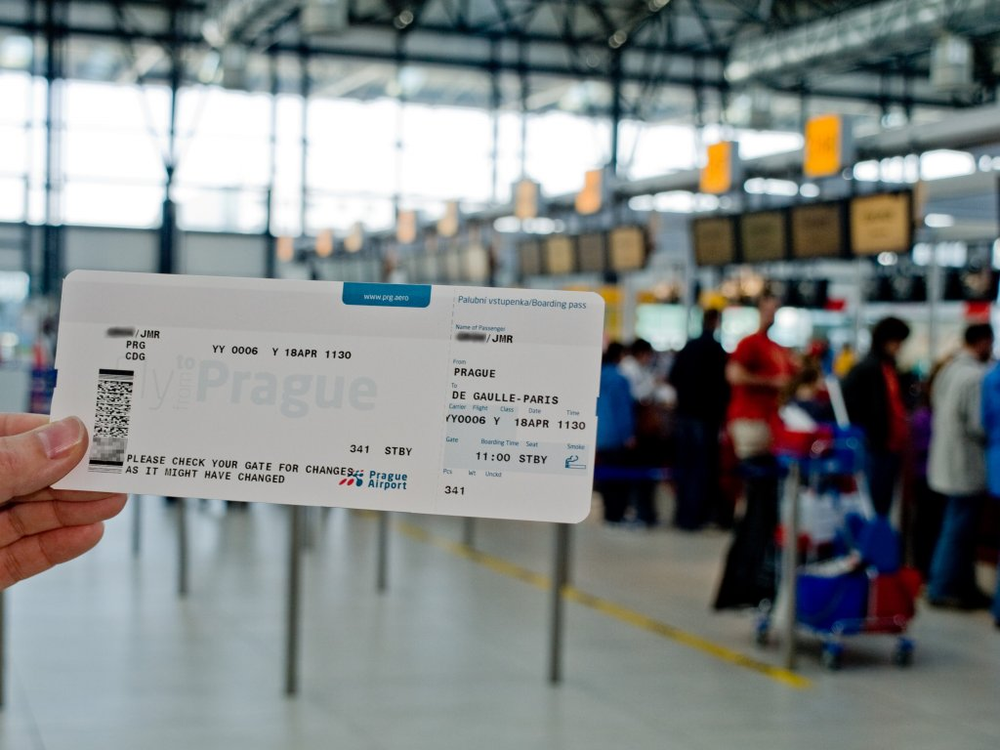 www.prg.aero
/JMR
PRG
CDG
YY 0006 Y 18APR 1130
fly to from Prague
341 STBY
PLEASE CHECK YOUR GATE FOR CHANGES
AS IT MIGHT HAVE CHANGED
Prague
Airport
Palubní vstupenka/Boarding pass
Name of Passenger
/JMR
From
PRAGUE
To
DE GAULLE-PARIS
Carrier Flight Class Date Time
YY0006 Y 18APR 1130
Gate Boarding Time Seat Smoke
11:00 STBY
Pcs Wt Unckd
341